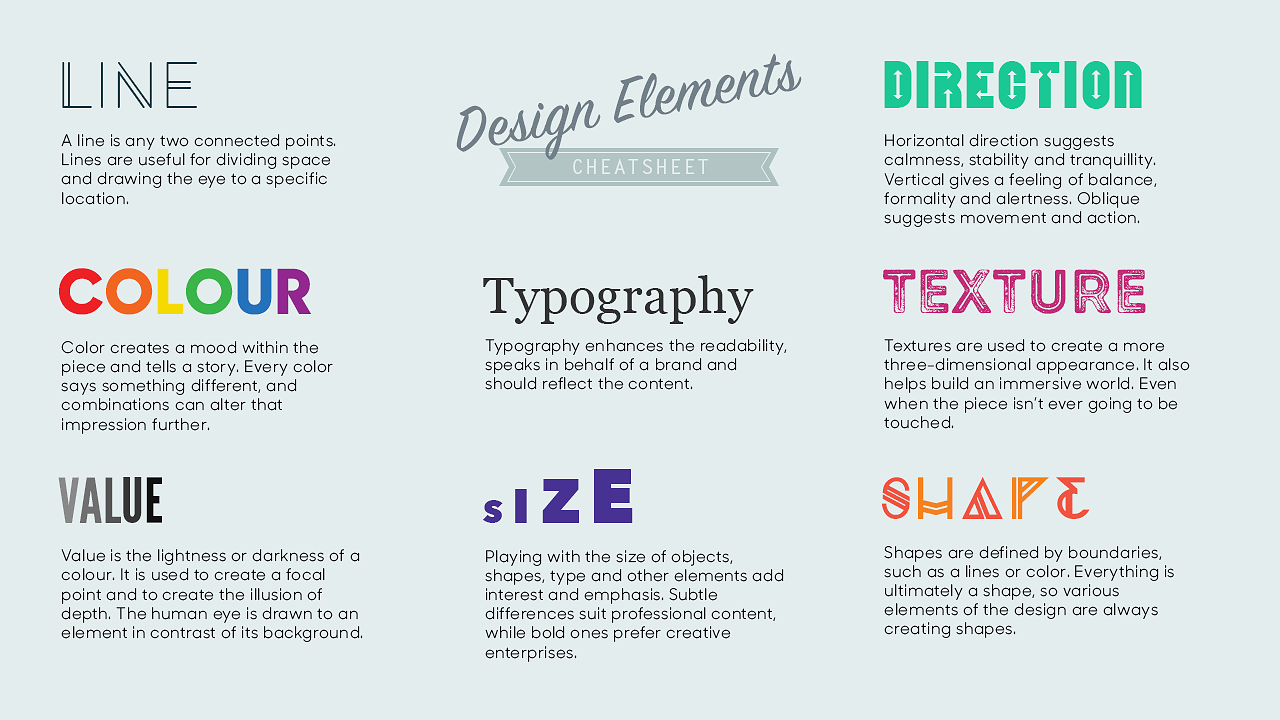 LINE
A line is any two connected points.
Lines are useful for dividing space
and drawing the eye to a specific
location.
Design Elements
CHEATSHEET
DIRECTION
Horizontal direction suggests
calmness, stability and tranquillity.
Vertical gives a feeling of balance,
formality and alertness. Oblique
suggests movement and action.
COLOUR
Color creates a mood within the
piece and tells a story. Every color
says something different, and
combinations can alter that
impression further.
Typography
Typography enhances the readability,
speaks in behalf of a brand and
should reflect the content.
TEXTURE
Textures are used to create a more
three-dimensional appearance. It also
helps build an immersive world. Even
when the piece isn't ever going to be
touched.
VALUE
Value is the lightness or darkness of a
colour. It is used to create a focal
point and to create the illusion of
depth. The human eye is drawn to an
element in contrast of its background.
sIZE
Playing with the size of objects,
shapes, type and other elements add
interest and emphasis. Subtle
differences suit professional content,
while bold ones prefer creative
enterprises.
SHAPE
Shapes are defined by boundaries,
such as a lines or color. Everything is
ultimately a shape, so various
elements of the design are always
creating shapes.